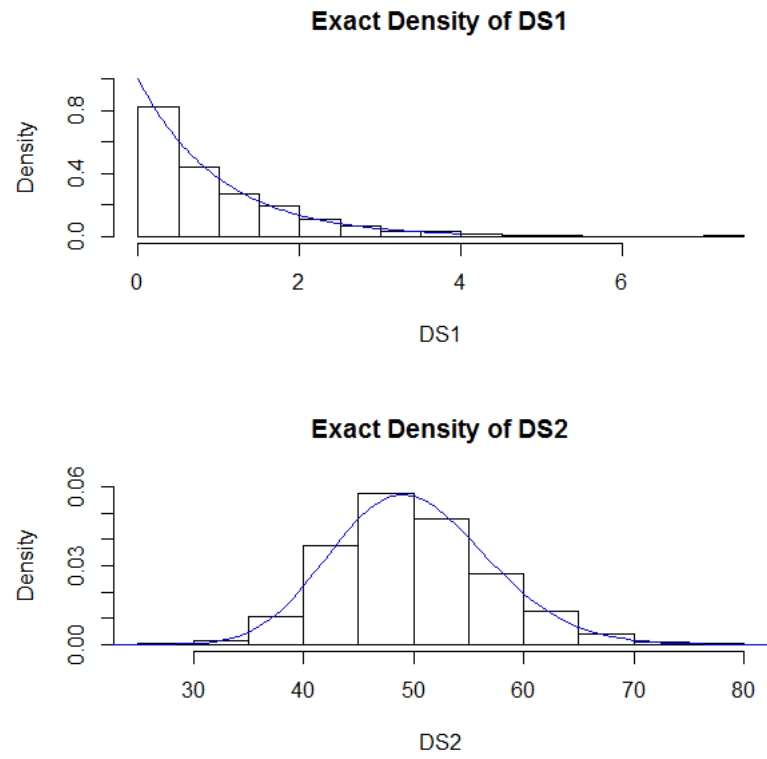 Exact Density of DS1
Density
0.0 0.4 0.8
0 2 4 6
DS1
Exact Density of DS2
Density
0.00 0.03 0.06
30 40 50 60 70 80
DS2